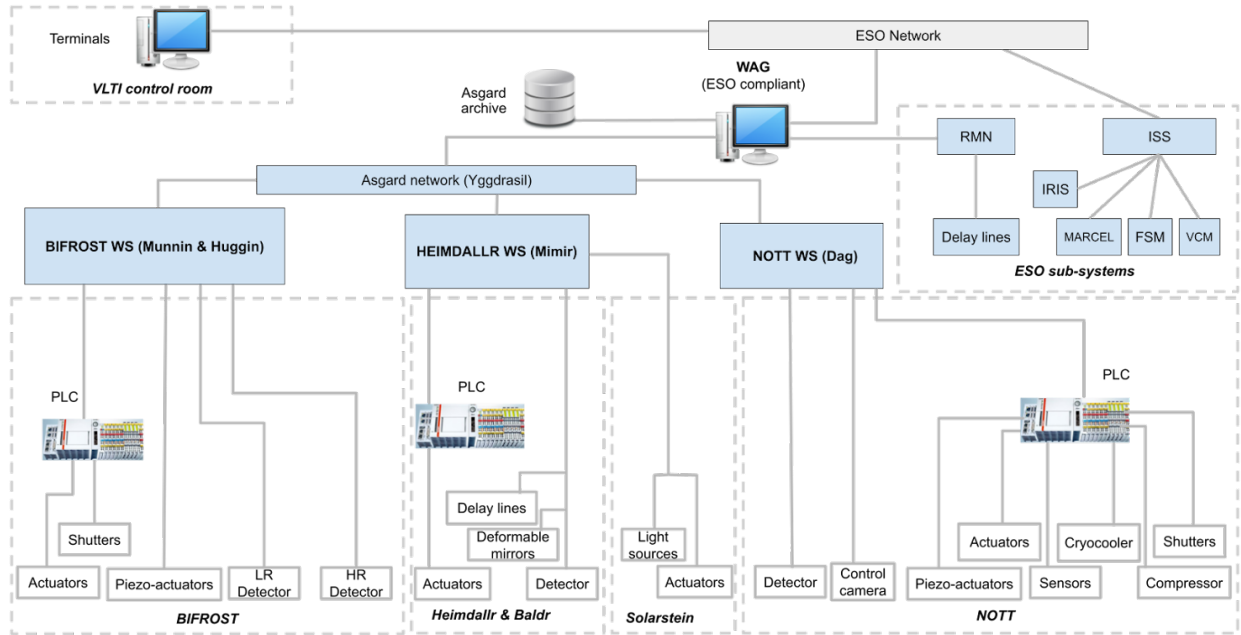 Terminals
VLTI control room
ESO Network
WAG
(ESO compliant)
Asgard
archive
RMN
ISS
IRIS
Delay lines
MARCEL
FSM
VCM
ESO sub-systems
Asgard network (Yggdrasil)
BIFROST WS (Munnin & Huggin)
HEIMDALLR WS (Mimir)
NOTT WS (Dag)
PLC
Shutters
Actuators
Piezo-actuators
LR
Detector
HR
Detector
BIFROST
PLC
Delay lines
Deformable
mirrors
Actuators
Detector
Heimdallr & Baldr
Light
sources
Actuators
Solarstein
PLC
Actuators
Cryocooler
Shutters
Detector
Control
camera
Piezo-actuators
Sensors
Compressor
NOTT